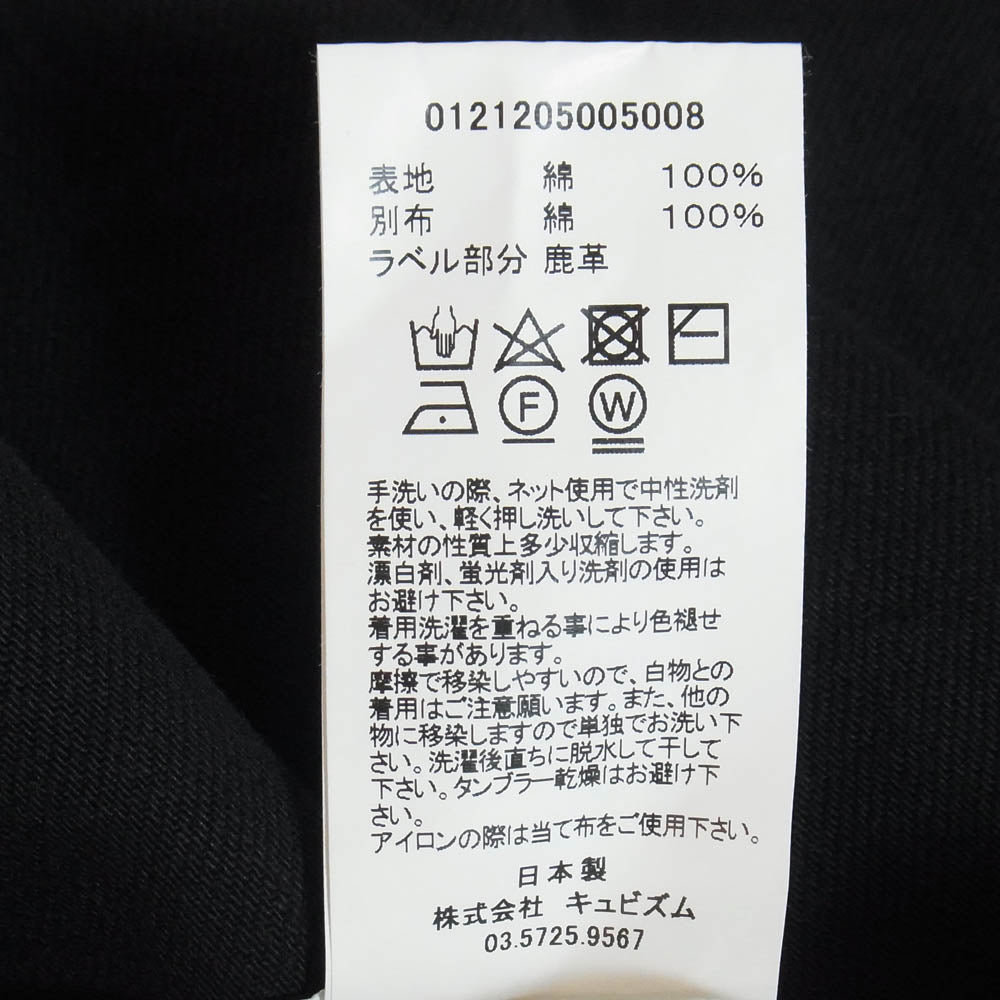 0121205005008
表地 綿 100%
別布 綿 100%
ラベル部分 鹿革
F W
手洗いの際、ネット使用で中性洗剤
を使い、軽く押し洗いして下さい。
素材の性質上多少収縮します。
漂白剤、蛍光剤入り洗剤の使用は
お避け下さい。
着用洗濯を重ねる事により色褪せ
する事があります。
摩擦で移染しやすいので、白物との
着用はご注意願います。また、他の
物に移染しますので単独でお洗い下
さい。洗濯後直ちに脱水して干して
下さい。タンブラー乾燥はお避け下
さい。
アイロンの際は当て布をご使用下さい。
日本製
株式会社 キュビズム
03.5725.9567